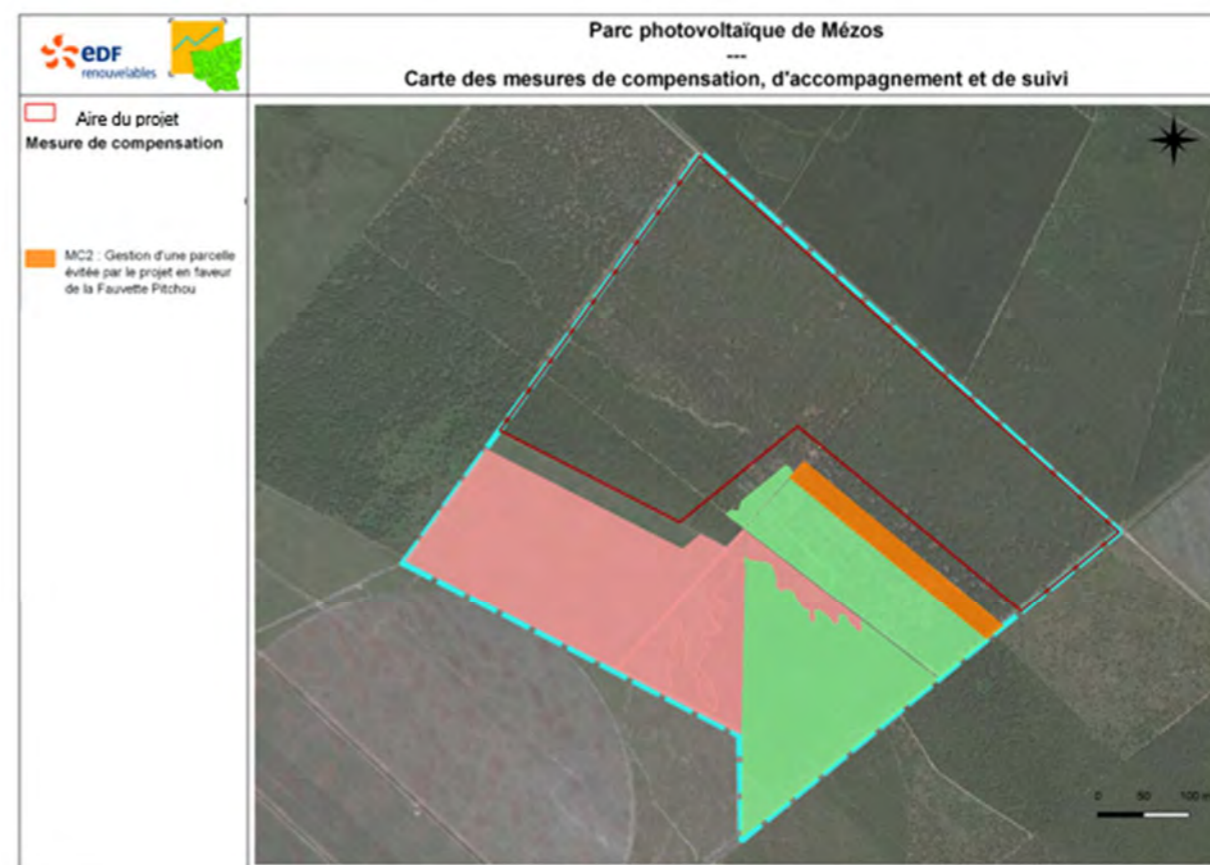 eDF
renouvelables
Parc photovoltaïque de Mézos
---
Carte des mesures de compensation, d'accompagnement et de suivi
Aire du projet
Mesure de compensation
MC2 : Gestion d'une parcelle
évitée par le projet en faveur
de la Fauvette Pitchou
0 50 100 m